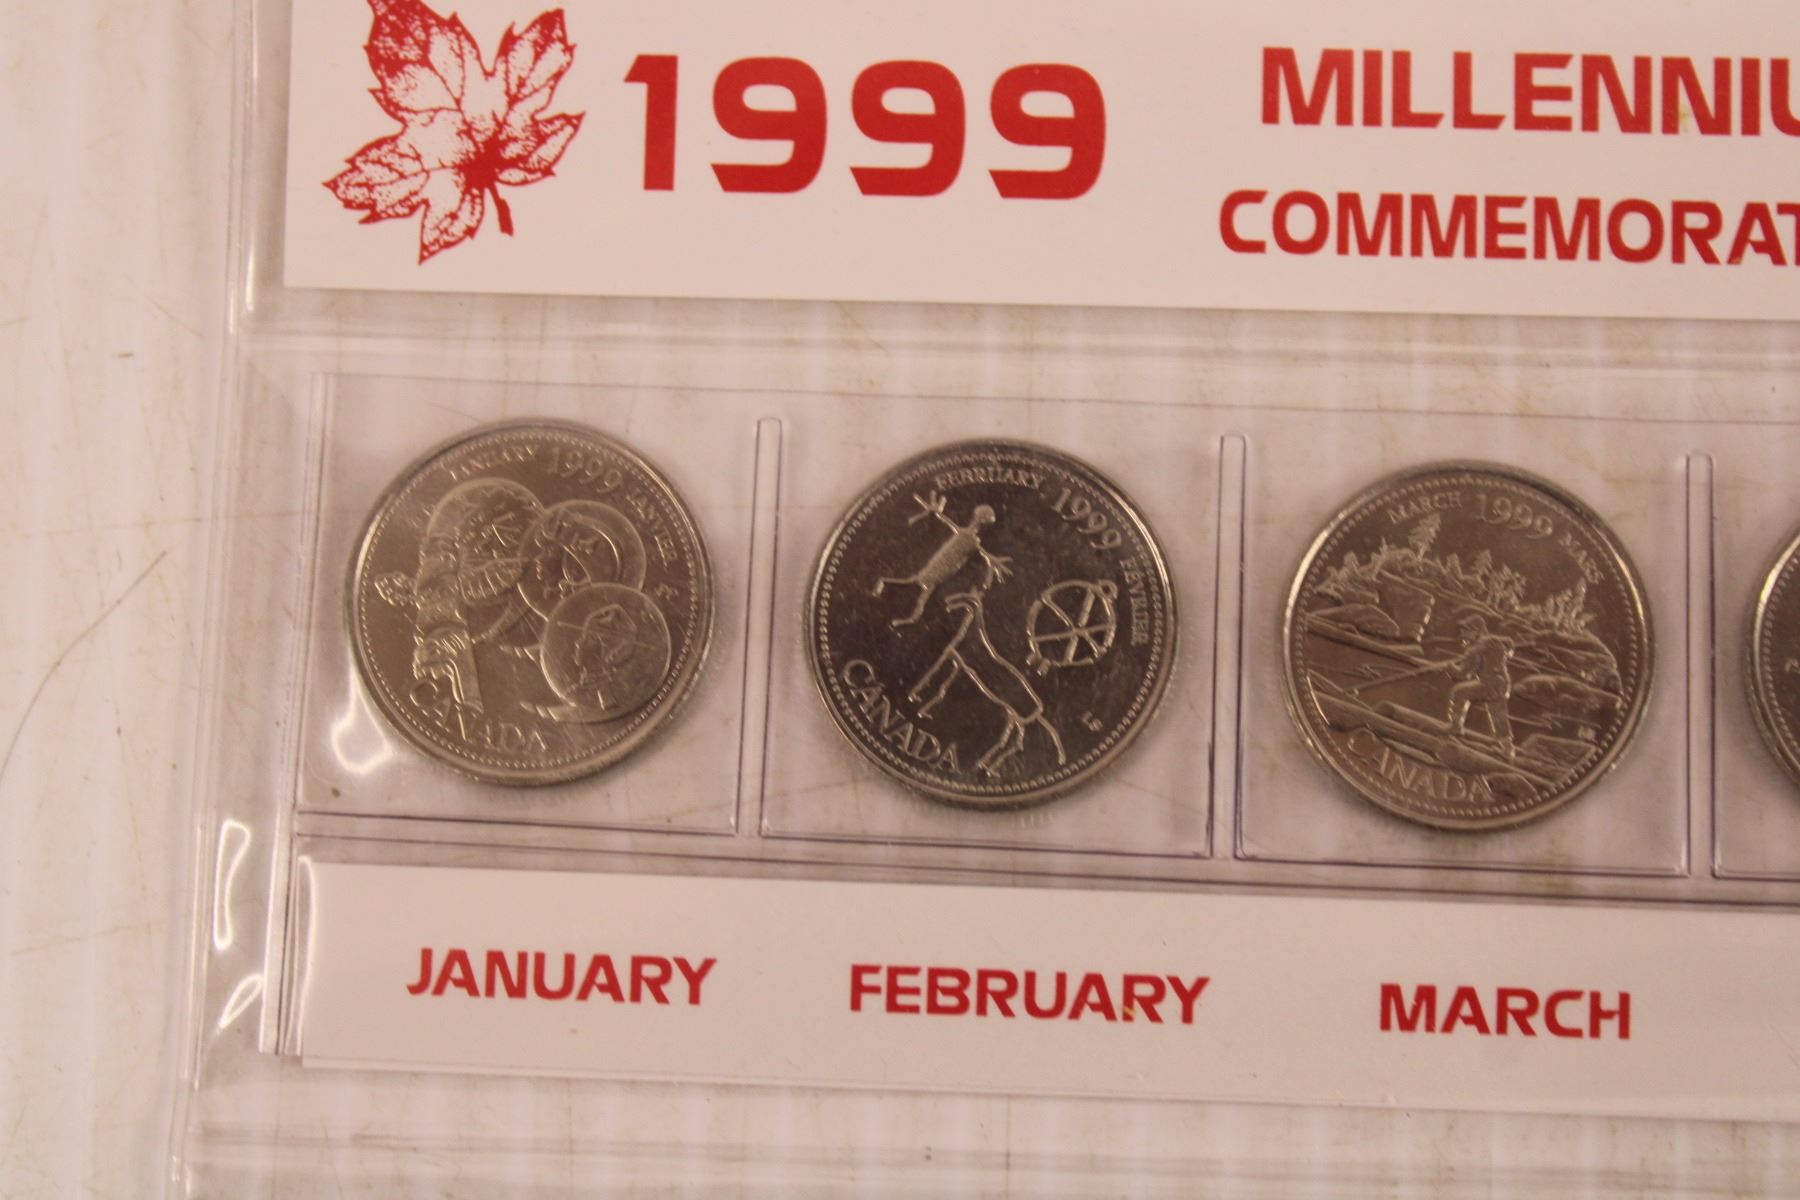 1999
MILLENNIU
COMMEMORAT
JANUARY 1999 JANVIER
CANADA
FEBRUARY 1999 FÉVRIER
CANADA
MARCH 1999 MARS
CANADA
JANUARY
FEBRUARY
MARCH